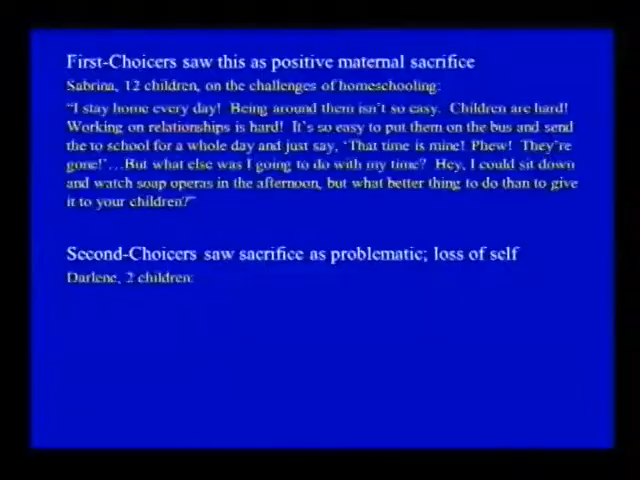 First-Choicers saw this as positive maternal sacrifice
Sabrina, 12 children, on the challenges of homeschooling:
“I stay home every day!  Being around them isn’t so easy.  Children are hard!
Working on relationships is hard!  It’s so easy to put them on the bus and send
the to school for a whole day and just say, ‘That time is mine!  Phew!  They’re
gone!’…But what else was I going to do with my time?  Hey, I could sit down
and watch soap operas in the afternoon, but what better thing to do than to give
it to your children?”
Second-Choicers saw sacrifice as problematic; loss of self
Darlene, 2 children: